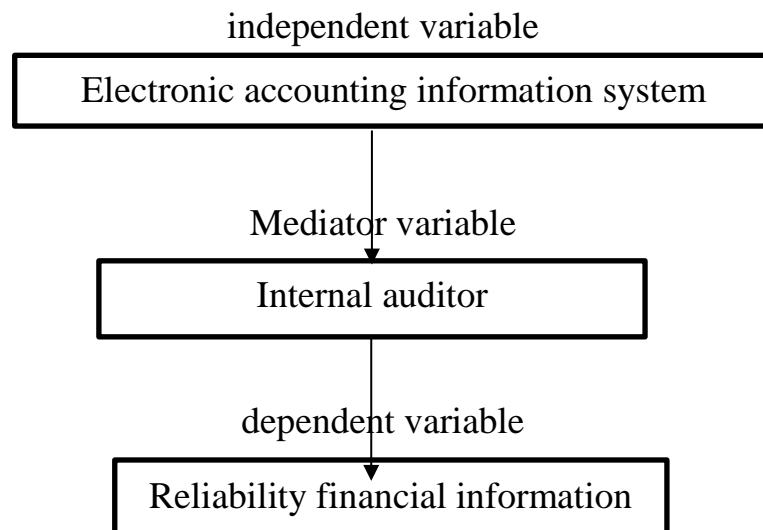 independent variable
Electronic accounting information system
Mediator variable
Internal auditor
dependent variable
Reliability financial information